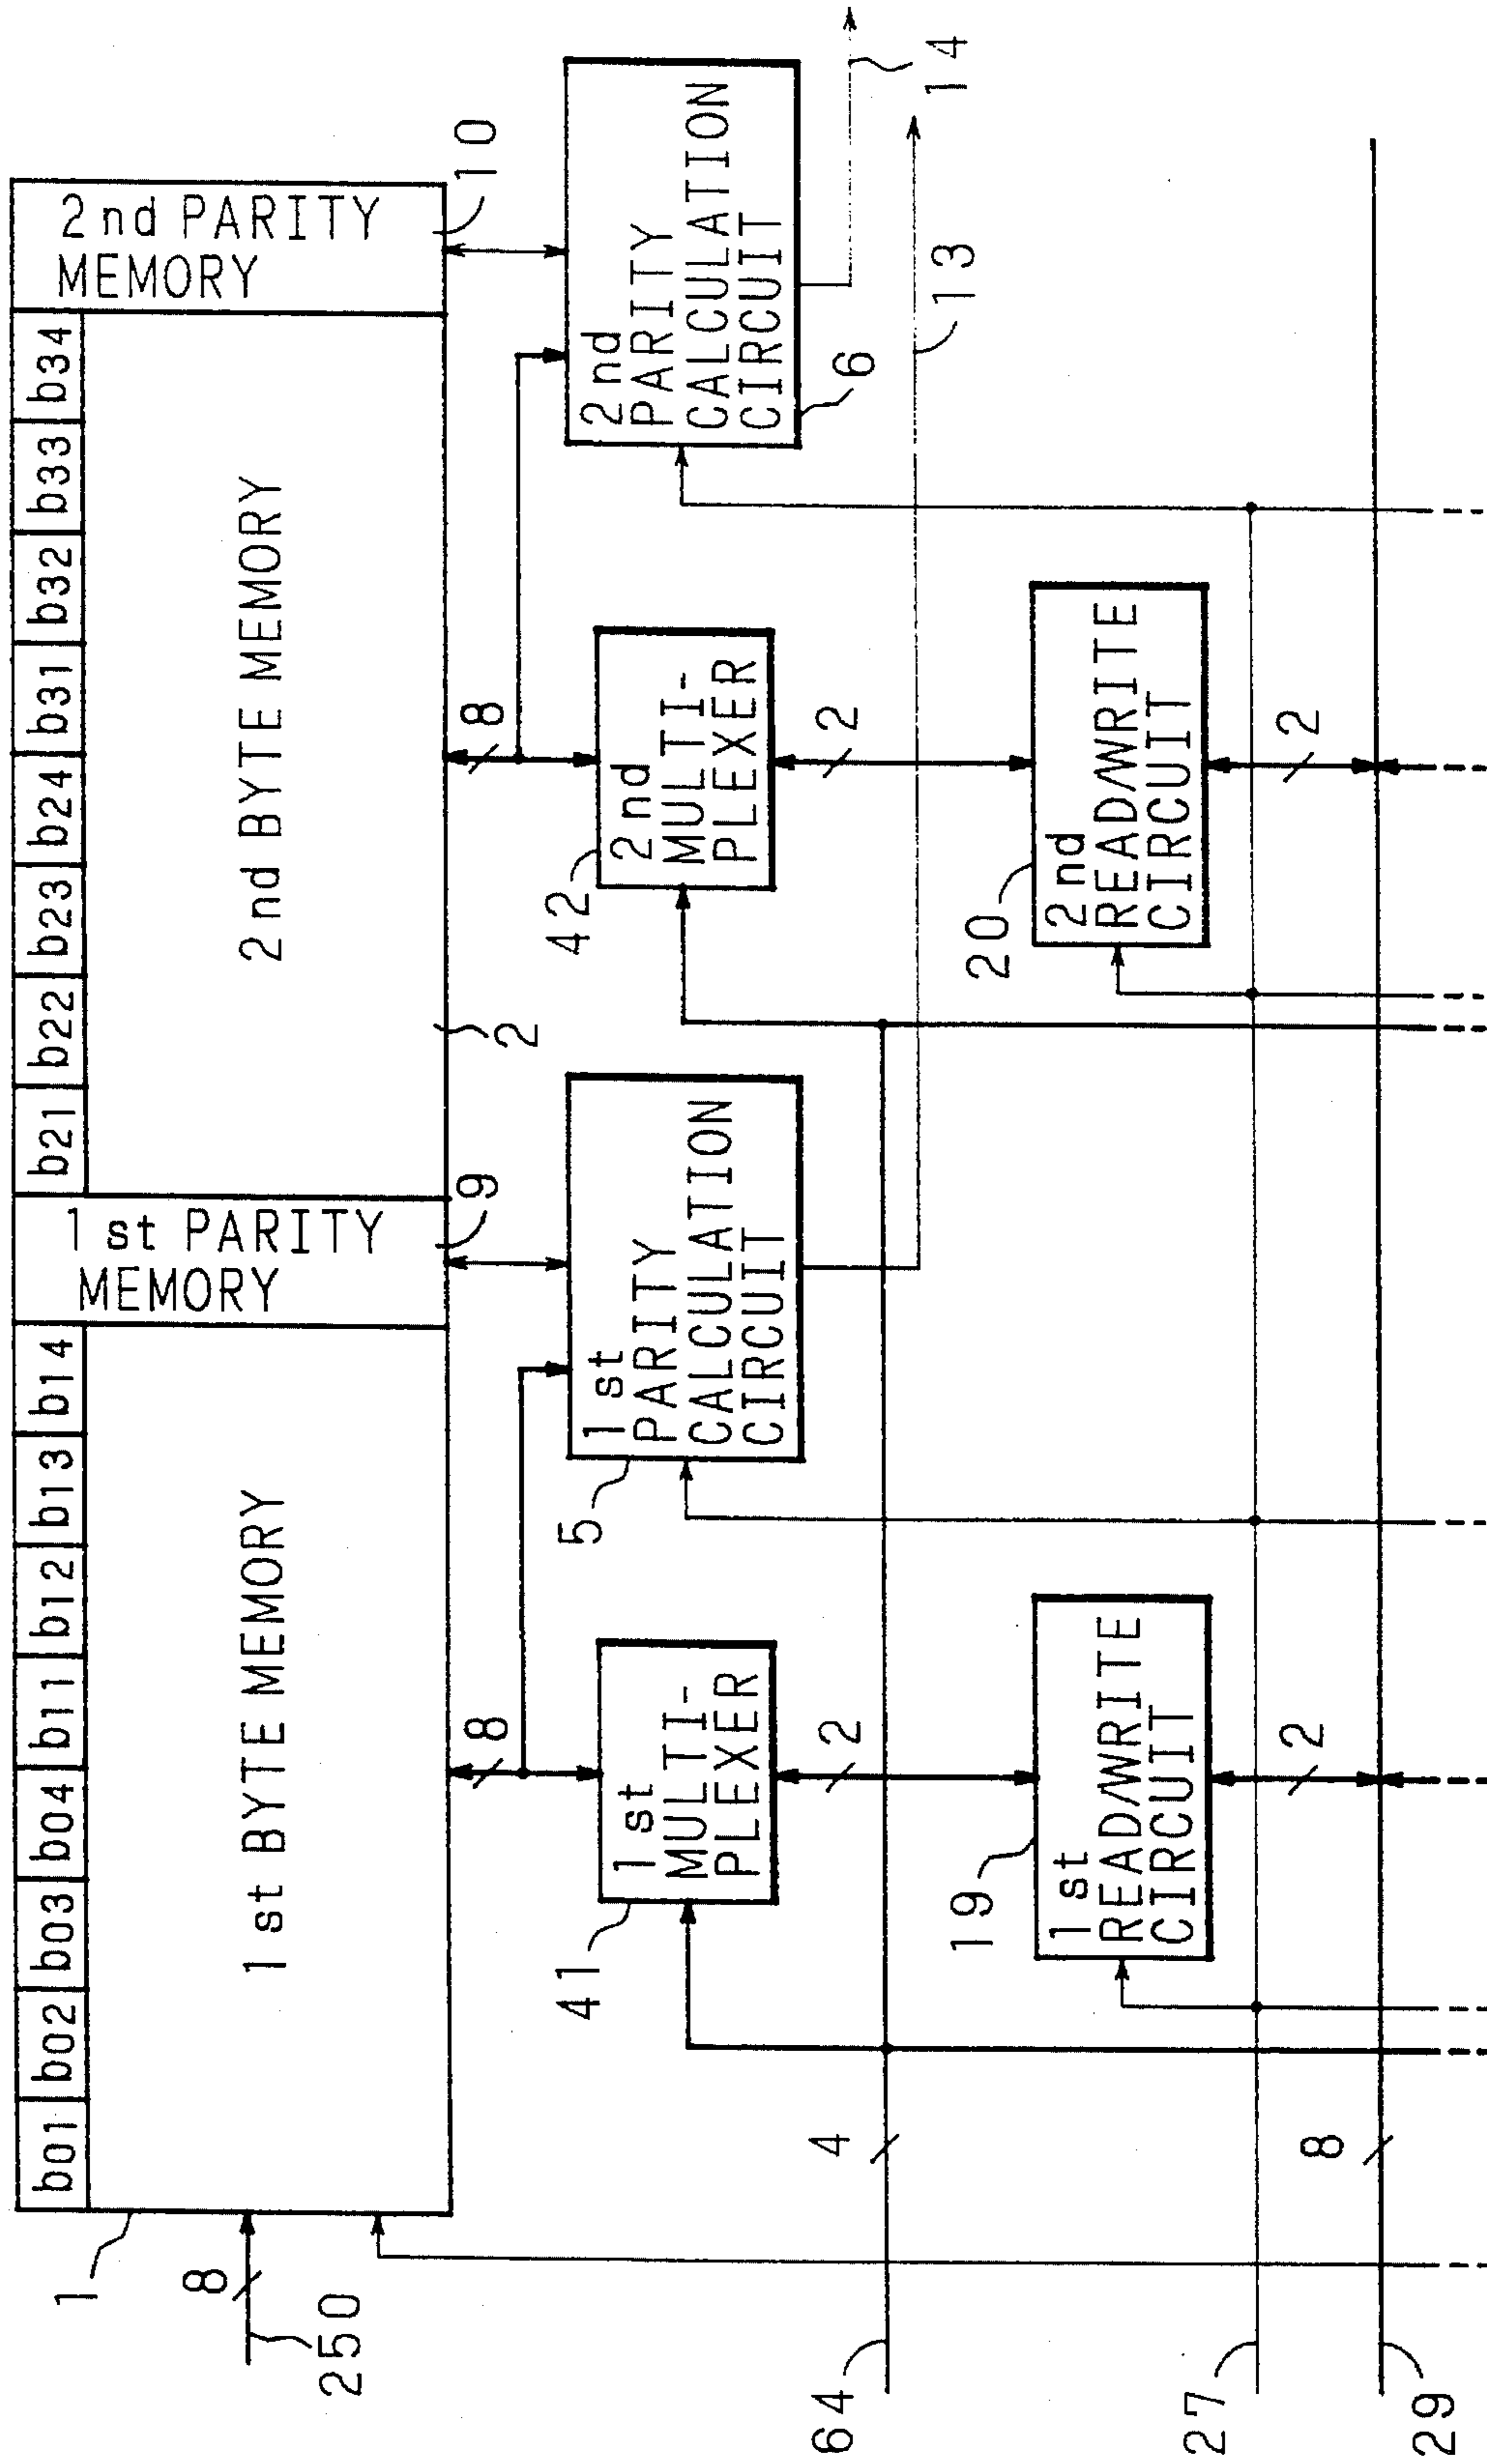 b01 b02 b03 b04 b11 b12 b13 b14
1st PARITY
MEMORY
b21 b22 b23 b24 b31 b32 b33 b34
2nd PARITY
MEMORY
1
8
250
1st BYTE MEMORY
9
2nd BYTE MEMORY
2
10
8
8
41
1st
MULTI-
PLEXER
5
1st
PARITY
CALCULATION
CIRCUIT
42
2nd
MULTI-
PLEXER
2nd
PARITY
CALCULATION
CIRCUIT
6
14
64
4
2
2
13
19
1st
READ/WRITE
CIRCUIT
20
2nd
READ/WRITE
CIRCUIT
27
8
2
2
29